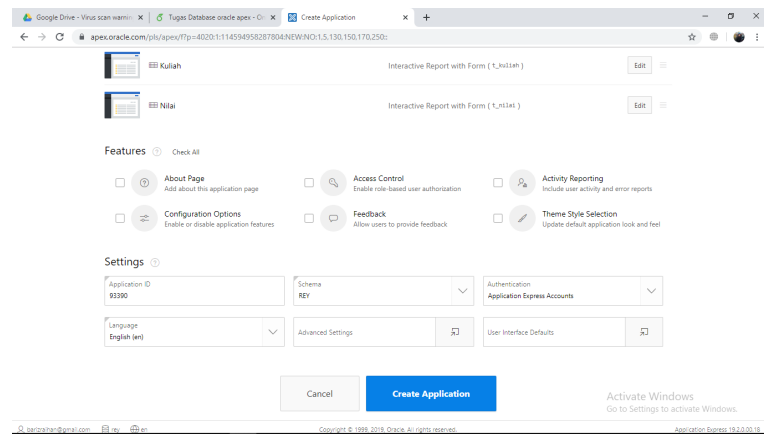 Google Drive - Virus scan warnin
Tugas Database oracle apex - On
Create Application
apex.oracle.com/pls/apex/f?p=4020:1:114594958287804:NEW:NO:1,5,130,150,170,250::
Kuliah
Interactive Report with Form ( t_kuliah )
Edit
Nilai
Interactive Report with Form ( t_nilai )
Edit
Features
Check All
About Page
Add about this application page
Access Control
Enable role-based user authorization
Activity Reporting
Include user activity and error reports
Configuration Options
Enable or disable application features
Feedback
Allow users to provide feedback
Theme Style Selection
Update default application look and feel
Settings
Application ID
93390
Schema
REY
Authentication
Application Express Accounts
Language
English (en)
Advanced Settings
User Interface Defaults
Cancel
Create Application
Activate Windows
Go to Settings to activate Windows.
barizraihan@gmail.com
rey
en
Copyright © 1999, 2019, Oracle. All rights reserved.
Application Express 19.2.0.00.18